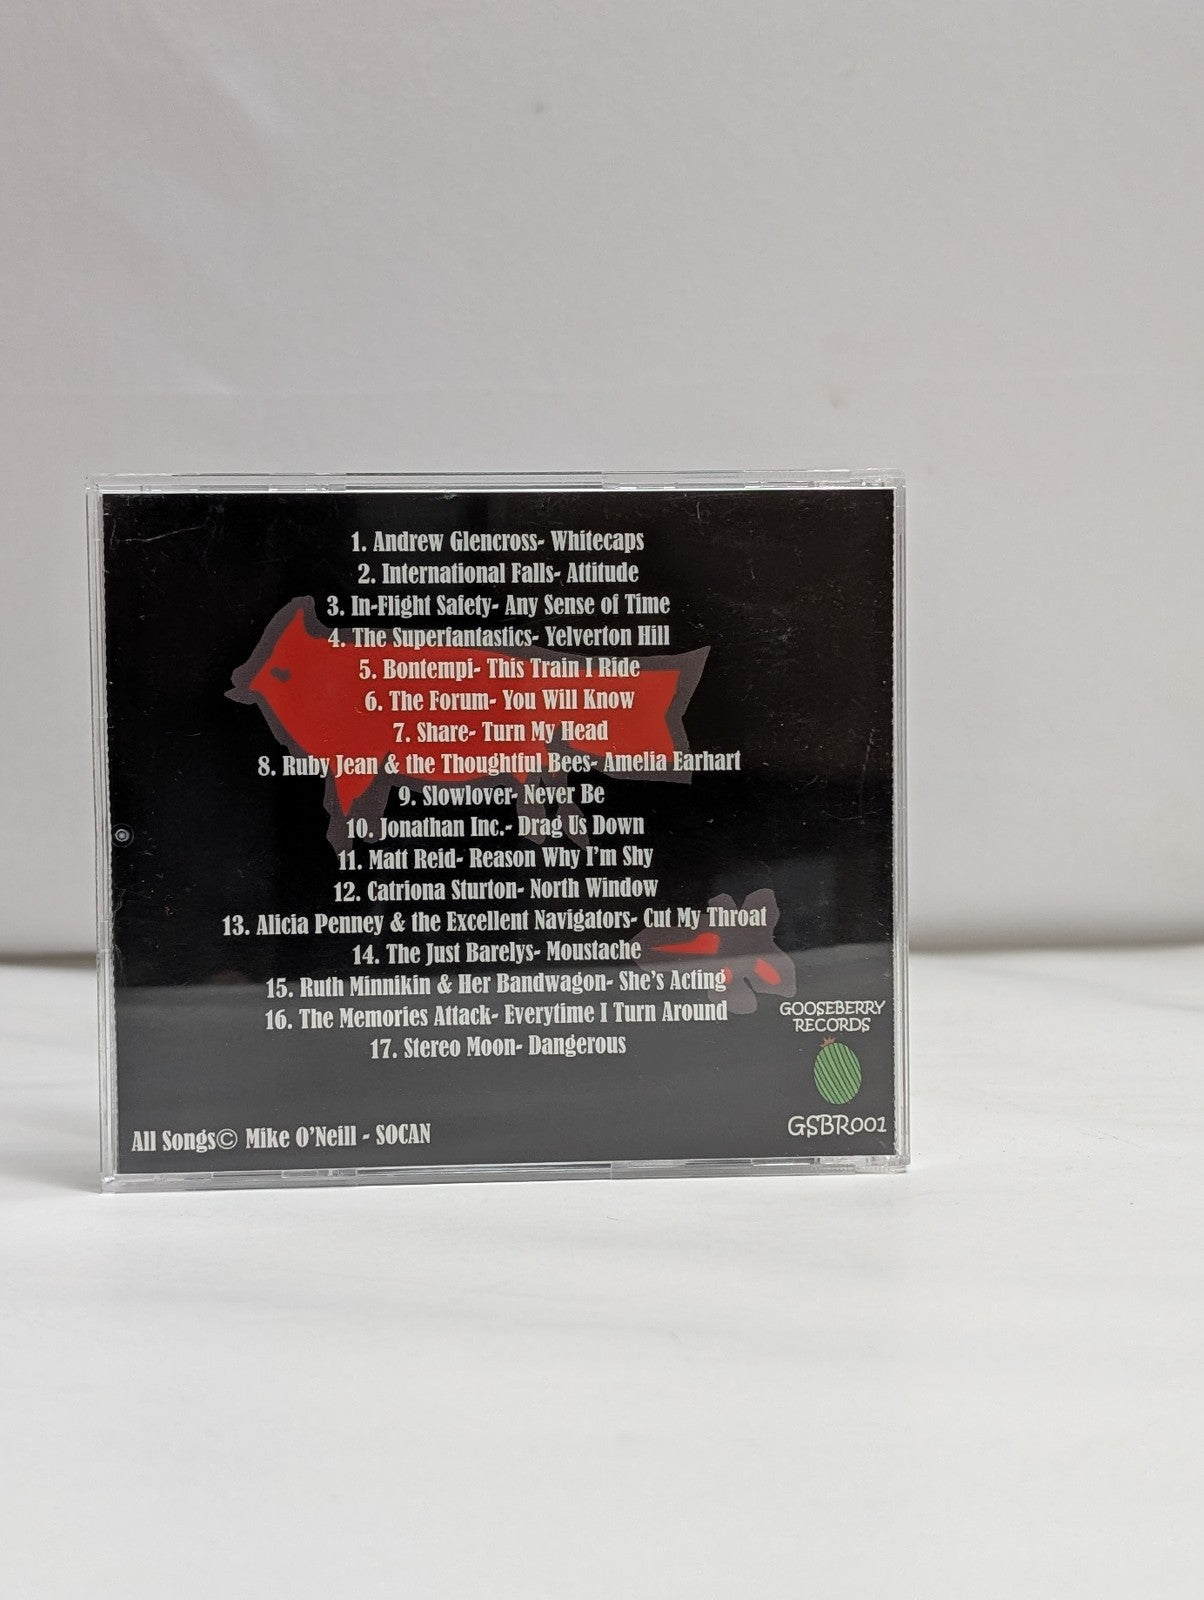 1. Andrew Glencross- Whitecaps
2. International Falls- Attitude
3. In-Flight Safety- Any Sense of Time
4. The Superfantastics- Yelverton Hill
5. Bontempi- This Train I Ride
6. The Forum- You Will Know
7. Share- Turn My Head
8. Ruby Jean & the Thoughtful Bees- Amelia Earhart
9. Slowlover- Never Be
10. Jonathan Inc.- Drag Us Down
11. Matt Reid- Reason Why I'm Shy
12. Catriona Sturton- North Window
13. Alicia Penney & the Excellent Navigators- Cut My Throat
14. The Just Barelys- Moustache
15. Ruth Minnikin & Her Bandwagon- She's Acting
16. The Memories Attack- Everytime I Turn Around
17. Stereo Moon- Dangerous
GOOSEBERRY
RECORDS
GSBR001
All Songs© Mike O'Neill - SOCAN